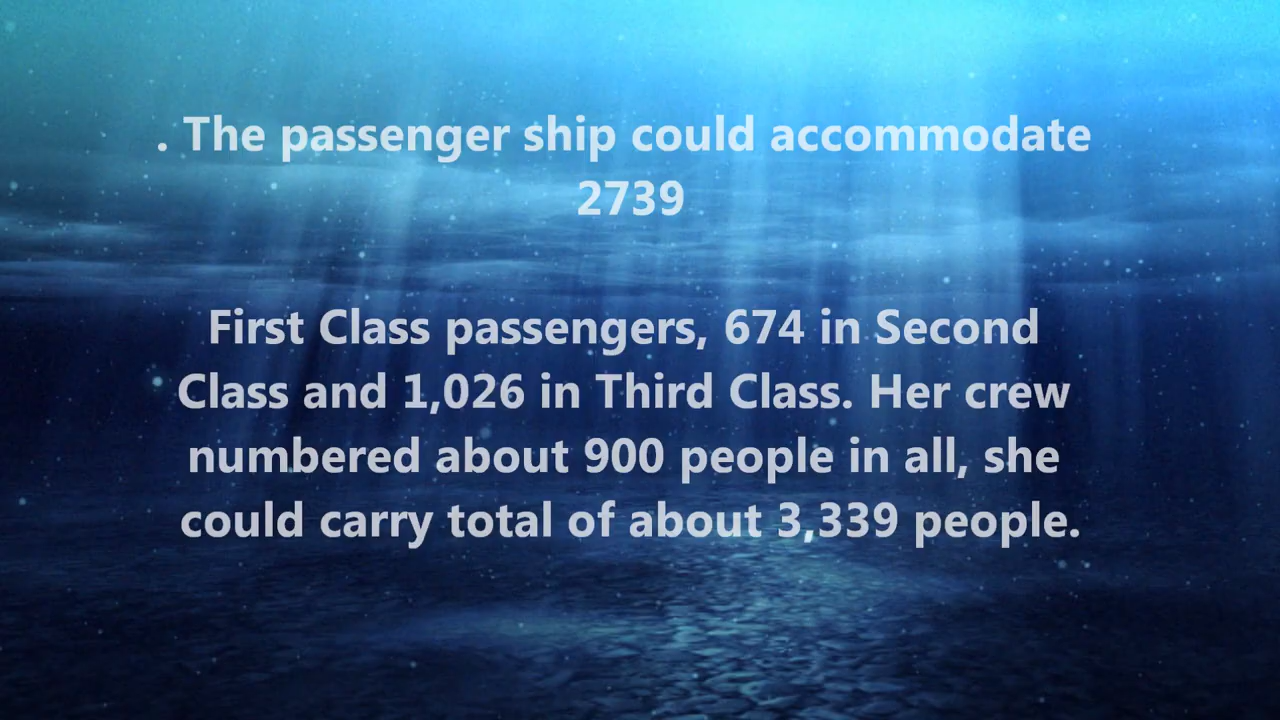 . The passenger ship could accommodate
2739
First Class passengers, 674 in Second
Class and 1,026 in Third Class. Her crew
numbered about 900 people in all, she
could carry total of about 3,339 people.